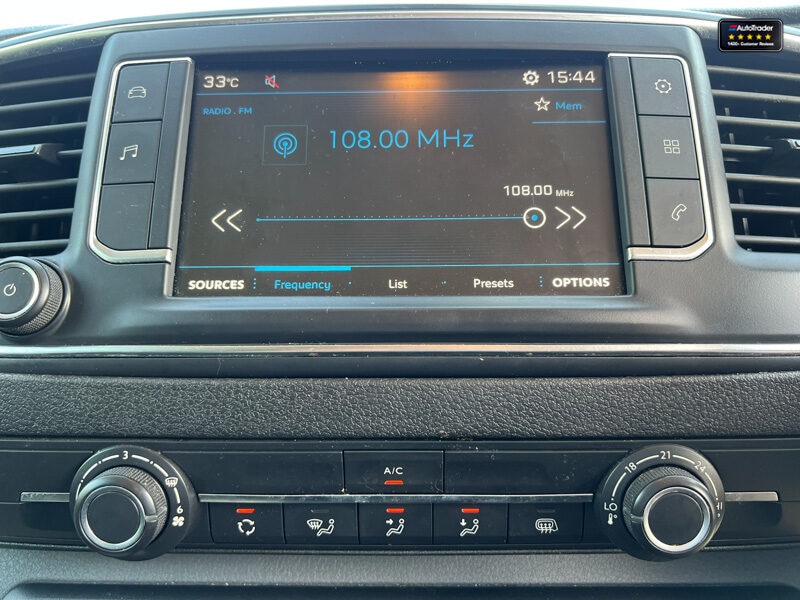 AutoTrader
1400+ Customer Reviews
33°C
15:44
RADIO . FM
Mem
108.00 MHz
108.00 MHz
SOURCES Frequency List Presets OPTIONS
A/C
3
6
LO 18 21 24